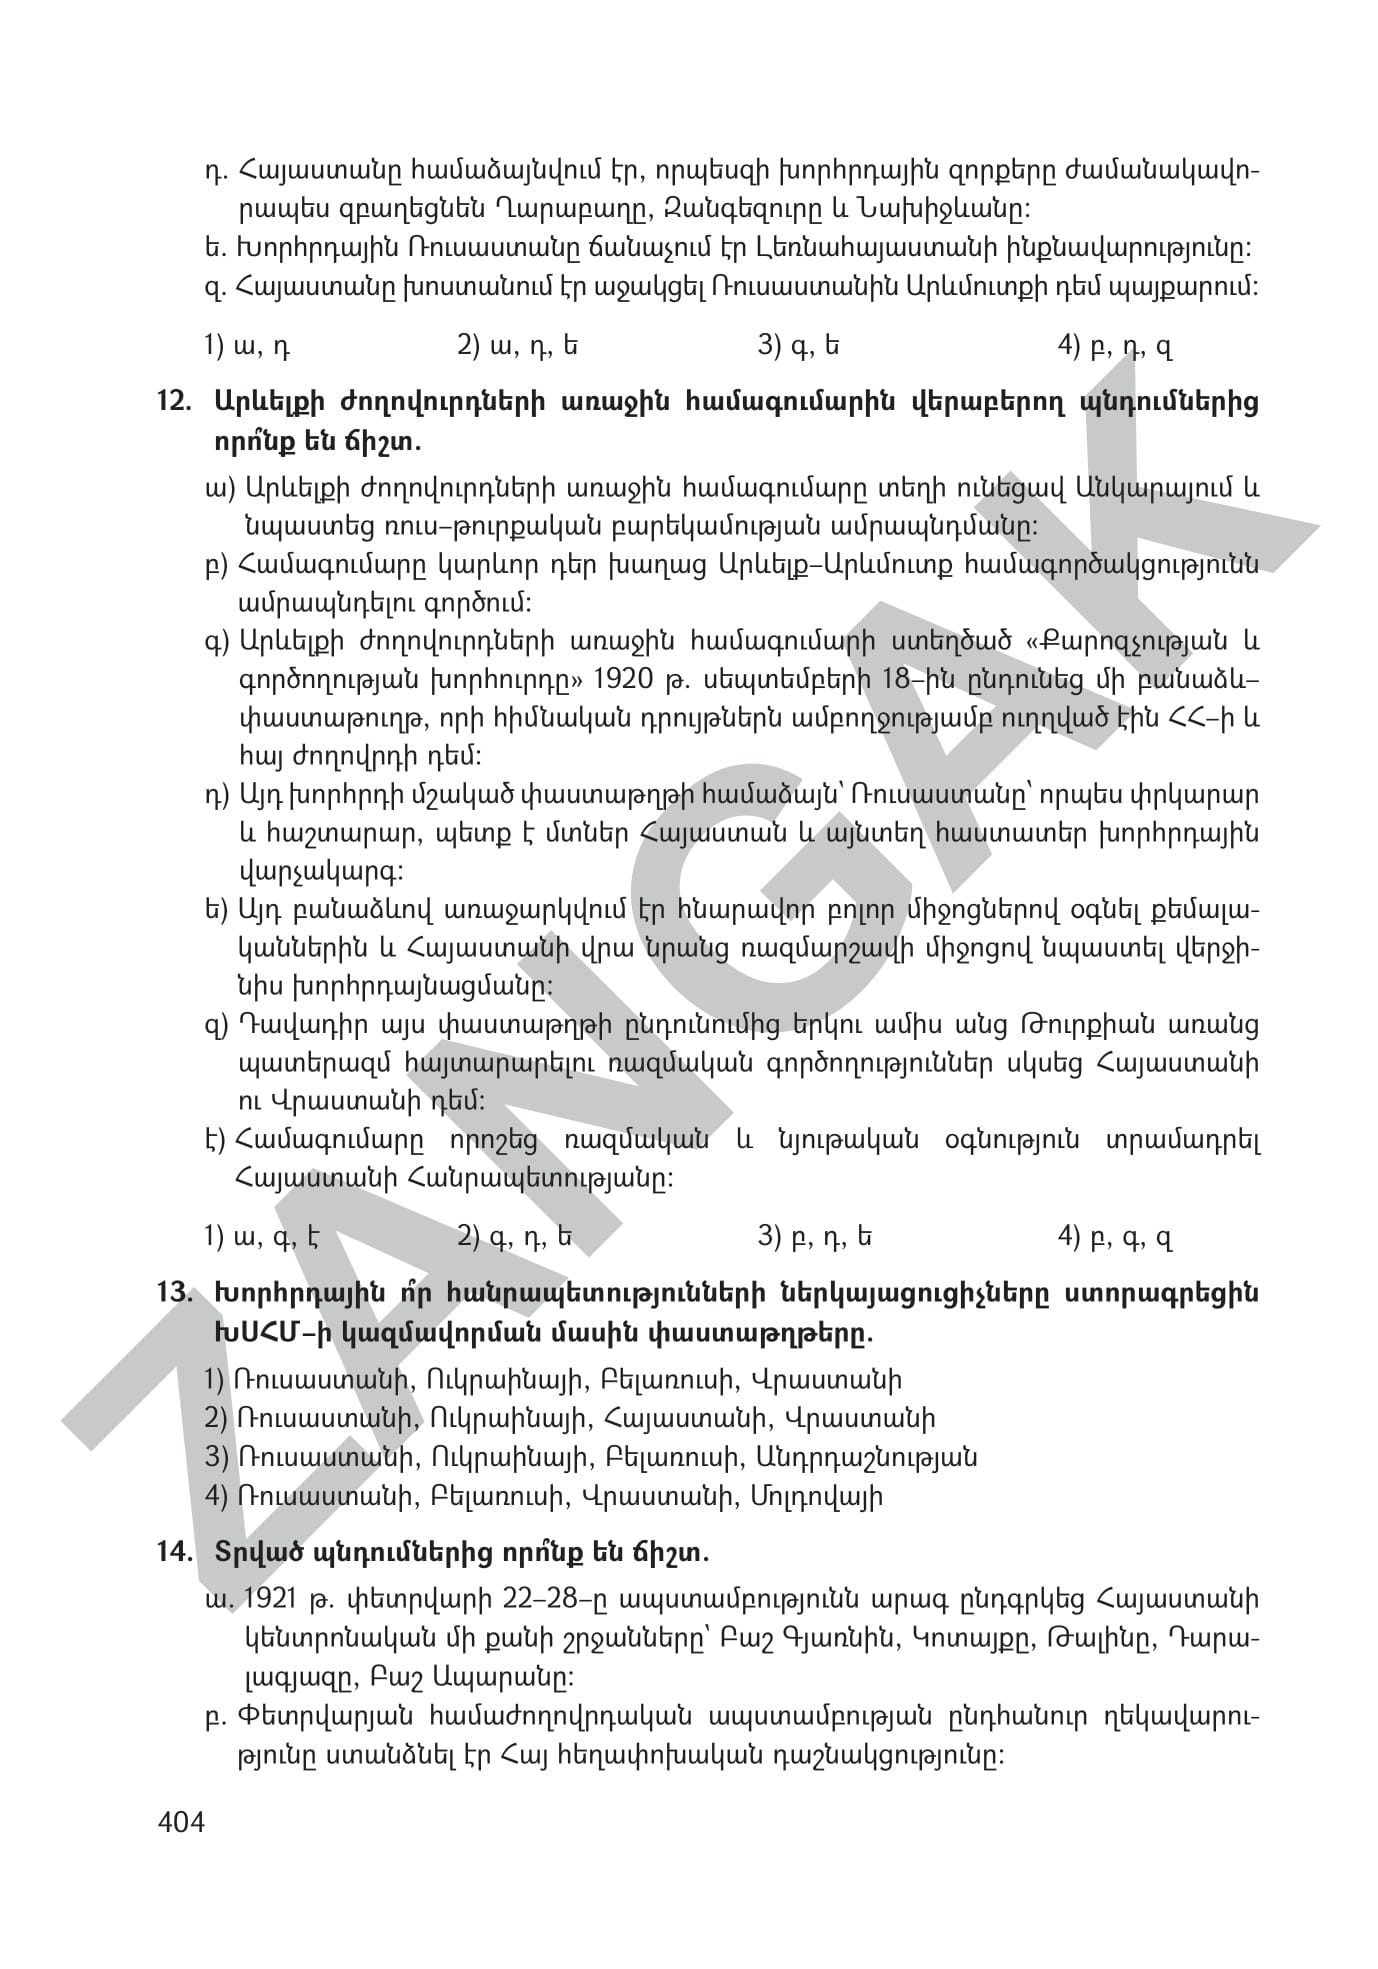 դ. Հայաստանը համաձայնվում էր, որպեսզի խորհրդային զորքերը ժամանակավո-
րապես զբաղեցնեն Ղարաբաղը, Զանգեզուրը և Նախիջևանը:
ե. Խորհրդային Ռուսաստանը ճանաչում էր Լեռնահայաստանի ինքնավարությունը:
զ. Հայաստանը խոստանում էր աջակցել Ռուսաստանին Արևմուտքի դեմ պայքարում:
1) ա, դ 2) ա, դ, ե 3) գ, ե 4) բ, դ, զ
12. Արևելքի ժողովուրդների առաջին համագումարին վերաբերող պնդումներից
որո՞նք են ճիշտ.
ա) Արևելքի ժողովուրդների առաջին համագումարը տեղի ունեցավ Անկարայում և
նպաստեց ռուս–թուրքական բարեկամության ամրապնդմանը:
բ) Համագումարը կարևոր դեր խաղաց Արևելք–Արևմուտք համագործակցությունն
ամրապնդելու գործում:
գ) Արևելքի ժողովուրդների առաջին համագումարի ստեղծած «Քարոզչության և
գործողության խորհուրդը» 1920 թ. սեպտեմբերի 18–ին ընդունեց մի բանաձև–
փաստաթուղթ, որի հիմնական դրույթներն ամբողջությամբ ուղղված էին ՀՀ–ի և
հայ ժողովրդի դեմ:
դ) Այդ խորհրդի մշակած փաստաթղթի համաձայն՝ Ռուսաստանը՝ որպես փրկարար
և հաշտարար, պետք է մտներ Հայաստան և այնտեղ հաստատեր խորհրդային
վարչակարգ:
ե) Այդ բանաձևով առաջարկվում էր հնարավոր բոլոր միջոցներով օգնել քեմալա-
կաններին և Հայաստանի վրա նրանց ռազմարշավի միջոցով նպաստել վերջի-
նիս խորհրդայնացմանը:
զ) Դավադիր այս փաստաթղթի ընդունումից երկու ամիս անց Թուրքիան առանց
պատերազմ հայտարարելու ռազմական գործողություններ սկսեց Հայաստանի
ու Վրաստանի դեմ:
է) Համագումարը որոշեց ռազմական և նյութական օգնություն տրամադրել
Հայաստանի Հանրապետությանը:
1) ա, գ, է 2) գ, դ, ե 3) բ, դ, ե 4) բ, գ, զ
13. Խորհրդային ո՞ր հանրապետությունների ներկայացուցիչները ստորագրեցին
ԽՍՀՄ–ի կազմավորման մասին փաստաթղթերը.
1) Ռուսաստանի, Ուկրաինայի, Բելառուսի, Վրաստանի
2) Ռուսաստանի, Ուկրաինայի, Հայաստանի, Վրաստանի
3) Ռուսաստանի, Ուկրաինայի, Բելառուսի, Անդրդաշնության
4) Ռուսաստանի, Բելառուսի, Վրաստանի, Մոլդովայի
14. Տրված պնդումներից որո՞նք են ճիշտ.
ա. 1921 թ. փետրվարի 22–28–ը ապստամբությունն արագ ընդգրկեց Հայաստանի
կենտրոնական մի քանի շրջանները՝ Բաշ Գյառնին, Կոտայքը, Թալինը, Դարա-
լագյազը, Բաշ Ապարանը:
բ. Փետրվարյան համաժողովրդական ապստամբության ընդհանուր ղեկավարու-
թյունը ստանձնել էր Հայ հեղափոխական դաշնակցությունը:
404
ZANGAK